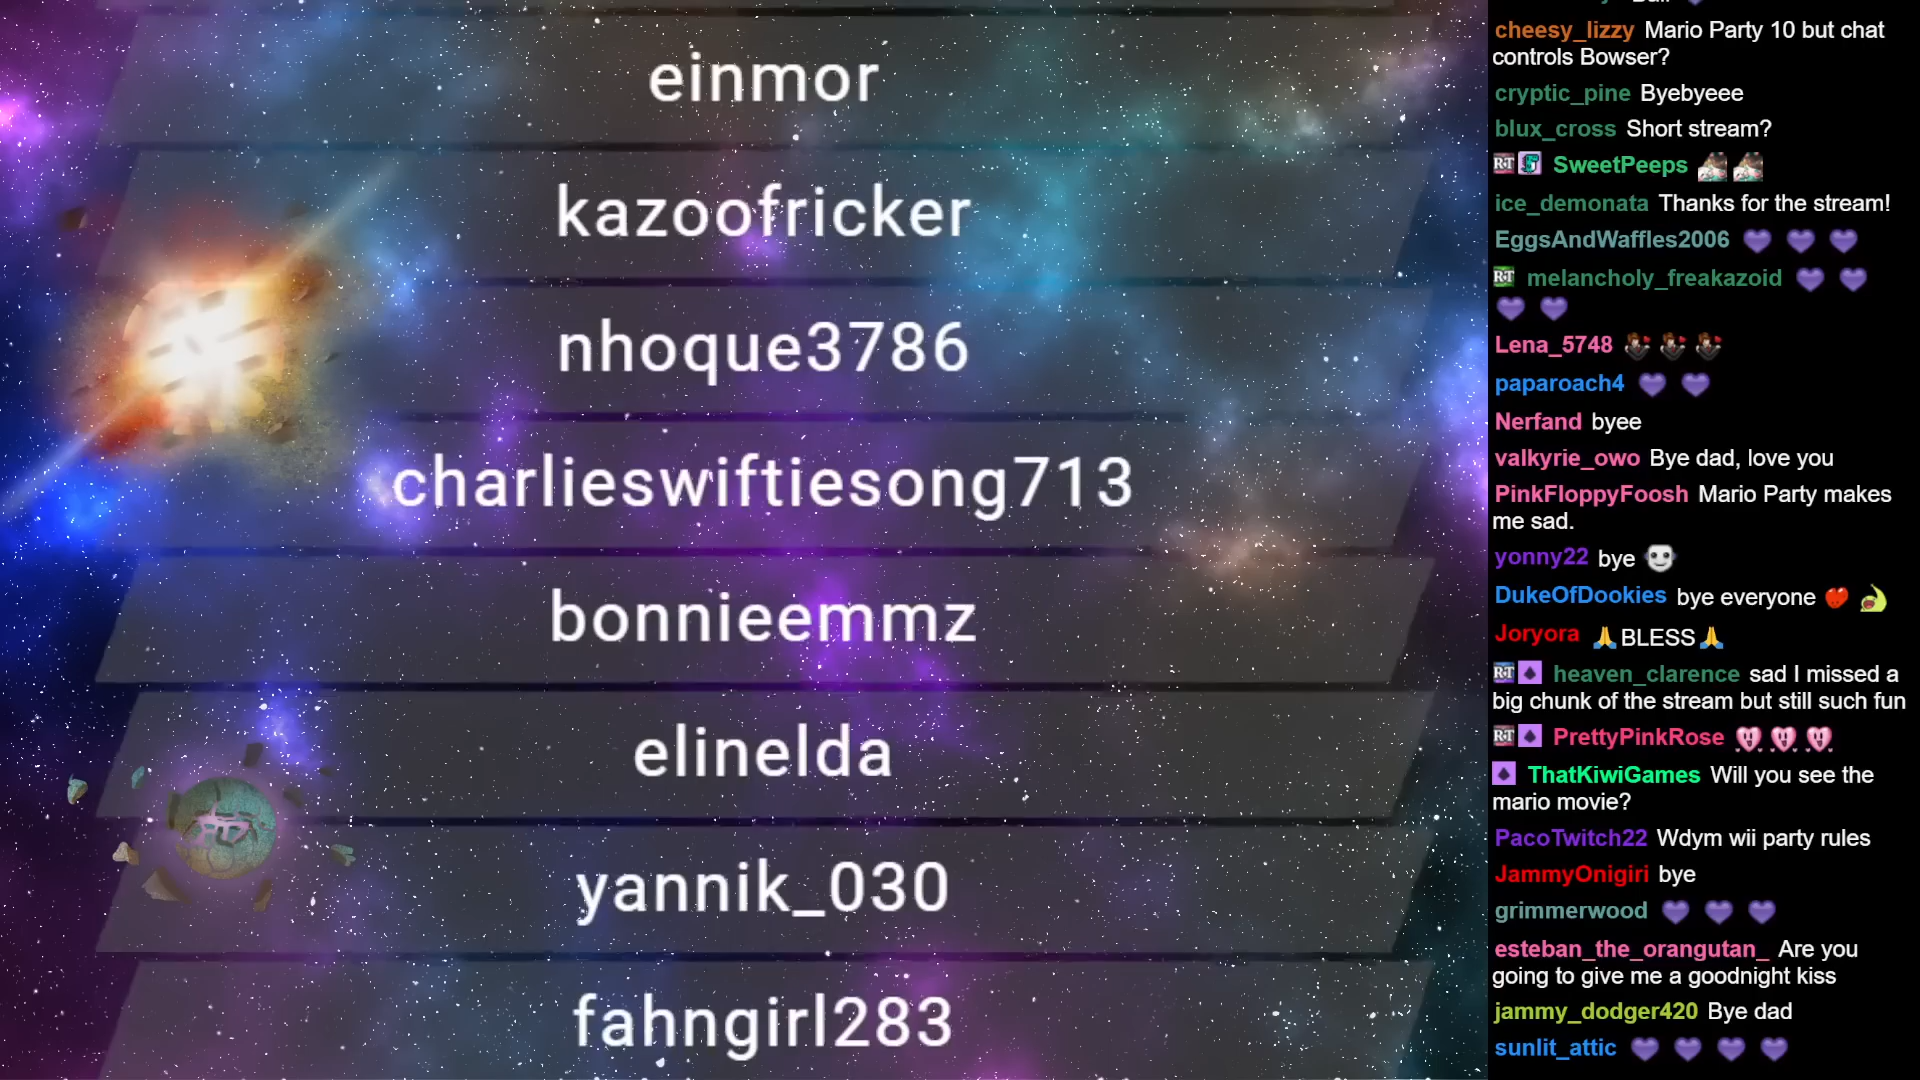 einmor
kazoofricker
nhoque3786
charlieswiftiesong713
bonnieemmz
elinelda
yannik_030
fahngirl283
cheesy_lizzy Mario Party 10 but chat
controls Bowser?
cryptic_pine Byebyeee
blux_cross Short stream?
SweetPeeps
ice_demonata Thanks for the stream!
EggsAndWaffles2006 💜 💜 💜
melancholy_freakazoid 💜 💜
💜 💜
Lena_5748
paparoach4 💜 💜
Nerfand byee
valkyrie_owo Bye dad, love you
PinkFloppyFoosh Mario Party makes
me sad.
yonny22 bye
DukeOfDookies bye everyone
Joryora 🙏BLESS🙏
heaven_clarence sad I missed a
big chunk of the stream but still such fun
PrettyPinkRose
ThatKiwiGames Will you see the
mario movie?
PacoTwitch22 Wdym wii party rules
JammyOnigiri bye
grimmerwood 💜 💜 💜
esteban_the_orangutan_ Are you
going to give me a goodnight kiss
jammy_dodger420 Bye dad
sunlit_attic 💜 💜 💜 💜